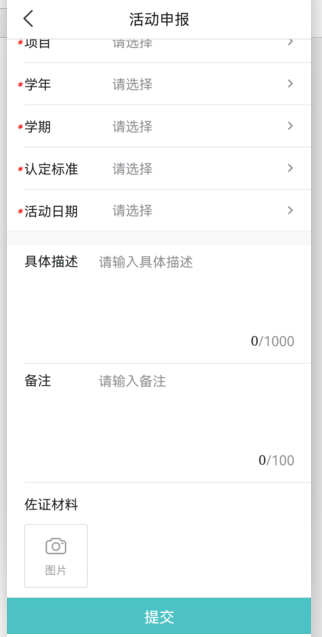 活动申报
*项目 请选择
*学年 请选择
*学期 请选择
*认定标准 请选择
*活动日期 请选择
具体描述 请输入具体描述
0/1000
备注 请输入备注
0/100
佐证材料
图片
提交